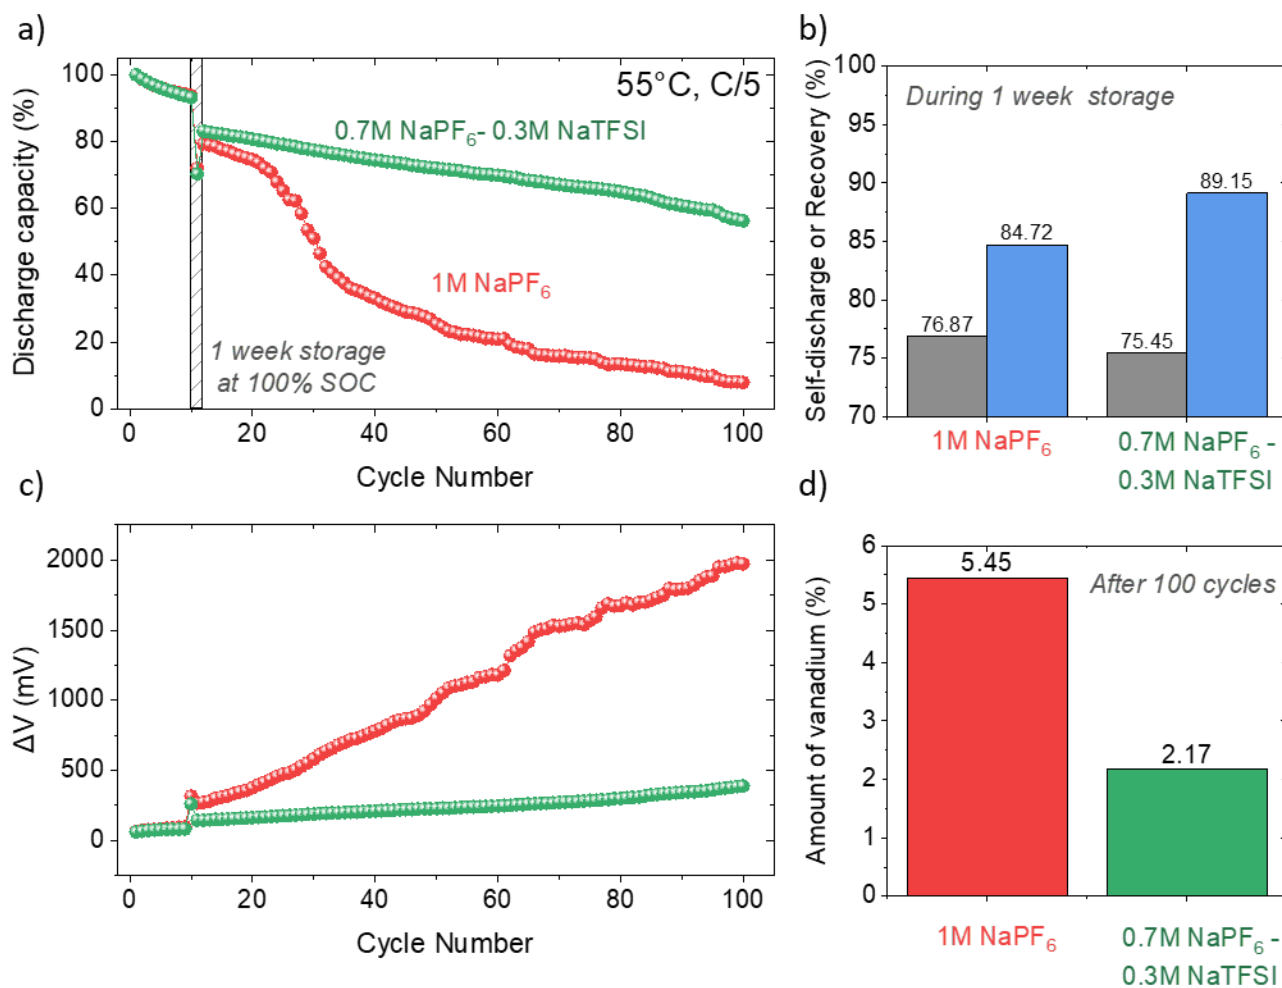 a)
100
80
60
40
20
0
Discharge capacity (%)
55°C, C/5
0.7M NaPF₆- 0.3M NaTFSI
1M NaPF₆
1 week storage
at 100% SOC
0 20 40 60 80 100
Cycle Number
b)
100
95
90
85
80
75
70
Self-discharge or Recovery (%)
During 1 week storage
76.87
84.72
75.45
89.15
1M NaPF₆
0.7M NaPF₆ -
0.3M NaTFSI
c)
2000
1500
1000
500
0
ΔV (mV)
0 20 40 60 80 100
Cycle Number
d)
6
5
4
3
2
1
0
Amount of vanadium (%)
5.45
After 100 cycles
2.17
1M NaPF₆
0.7M NaPF₆ -
0.3M NaTFSI